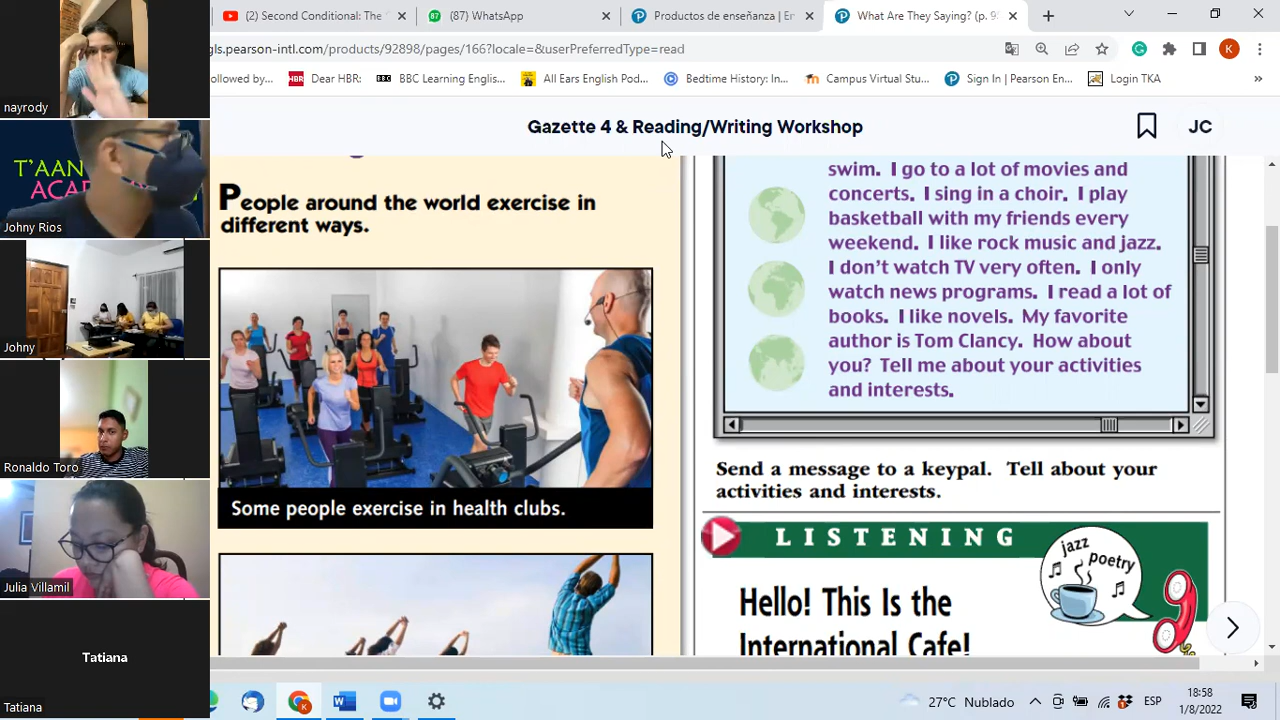 (2) Second Conditional: The
(87) WhatsApp
Productos de enseñanza | En
The Mean Saying? (p. 92
gls.pearson-intl.com/products/92898/pages/166?locale=&userPreferredType=read
ollowed by...
Dear HBR:
BBC Learning Englis...
All Ears English Pod...
Bedtime History: In...
Campus Virtual Stu...
Sign In | Pearson En...
Login TKA
Gazette 4 & Reading/Writing Workshop
JC
People around the world exercise in
different ways.
Some people exercise in health clubs.
swim. I go to a lot of movies and
concerts. I sing in a choir. I play
basketball with my friends every
weekend. I like rock music and jazz.
I don't watch TV very often. I only
watch news programs. I read a lot of
books. I like novels. My favorite
author is Tom Clancy. How about
you? Tell me about your activities
and interests.
Send a message to a keypal. Tell about your
activities and interests.
LISTENING
jazz
poetry
Hello! This Is the
International Cafe!
nayrody
T'AAN
ACA
Johny Rios
Johny
Ronaldo Toro
Julia Villamil
Tatiana
Tatiana
27°C Nublado
ESP
18:58
1/8/2022